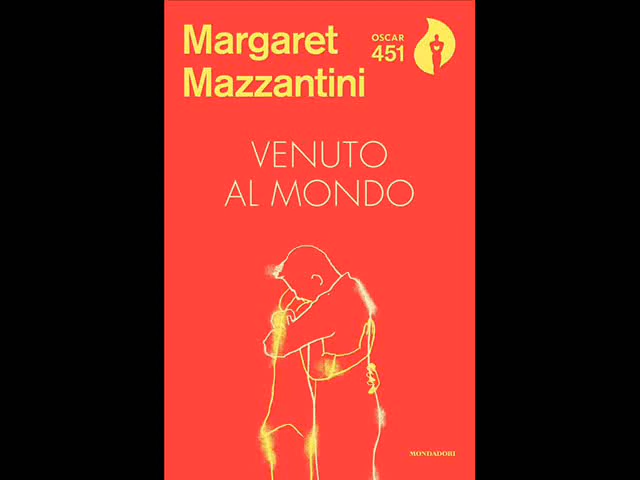 Margaret
Mazzantini
OSCAR
451
VENUTO
AL MONDO
MONDADORI